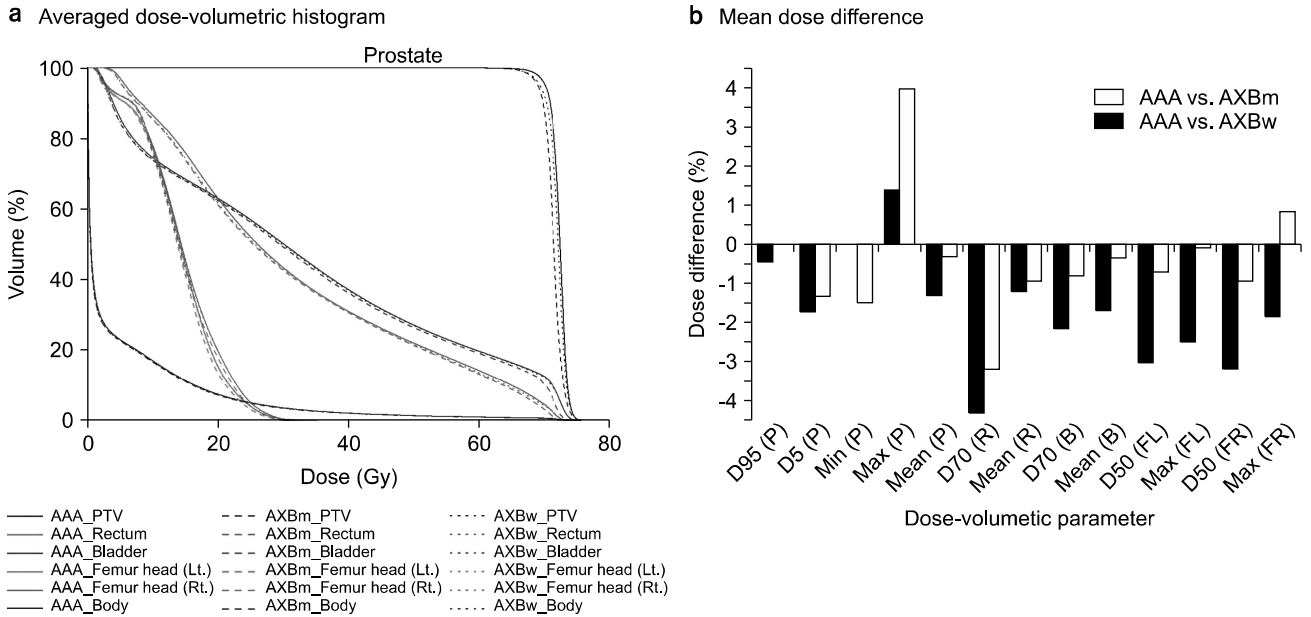 a Averaged dose-volumetric histogram
Prostate
Volume (%)
100
80
60
40
20
0
0 20 40 60 80
Dose (Gy)
AAA_PTV AXBm_PTV AXBw_PTV
AAA_Rectum AXBm_Rectum AXBw_Rectum
AAA_Bladder AXBm_Bladder AXBw_Bladder
AAA_Femur head (Lt.) AXBm_Femur head (Lt.) AXBw_Femur head (Lt.)
AAA_Femur head (Rt.) AXBm_Femur head (Rt.) AXBw_Femur head (Rt.)
AAA_Body AXBm_Body AXBw_Body
b Mean dose difference
AAA vs. AXBm
AAA vs. AXBw
Dose difference (%)
4
3
2
1
0
-1
-2
-3
-4
D95 (P)
D5 (P)
Min (P)
Max (P)
Mean (P)
D70 (R)
Mean (R)
D70 (B)
Mean (B)
D50 (FL)
Max (FL)
D50 (FR)
Max (FR)
Dose-volumetic parameter